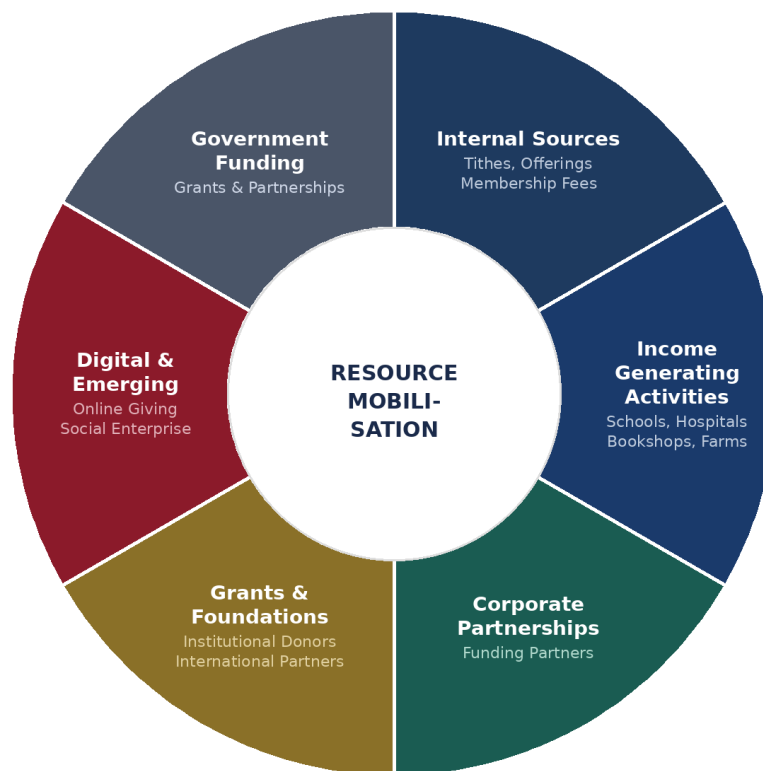 Government
Funding
Grants & Partnerships
Internal Sources
Tithes, Offerings
Membership Fees
Income
Generating
Activities
Schools, Hospitals
Bookshops, Farms
Digital &
Emerging
Online Giving
Social Enterprise
RESOURCE
MOBILI-
SATION
Grants &
Foundations
Institutional Donors
International Partners
Corporate
Partnerships
Funding Partners